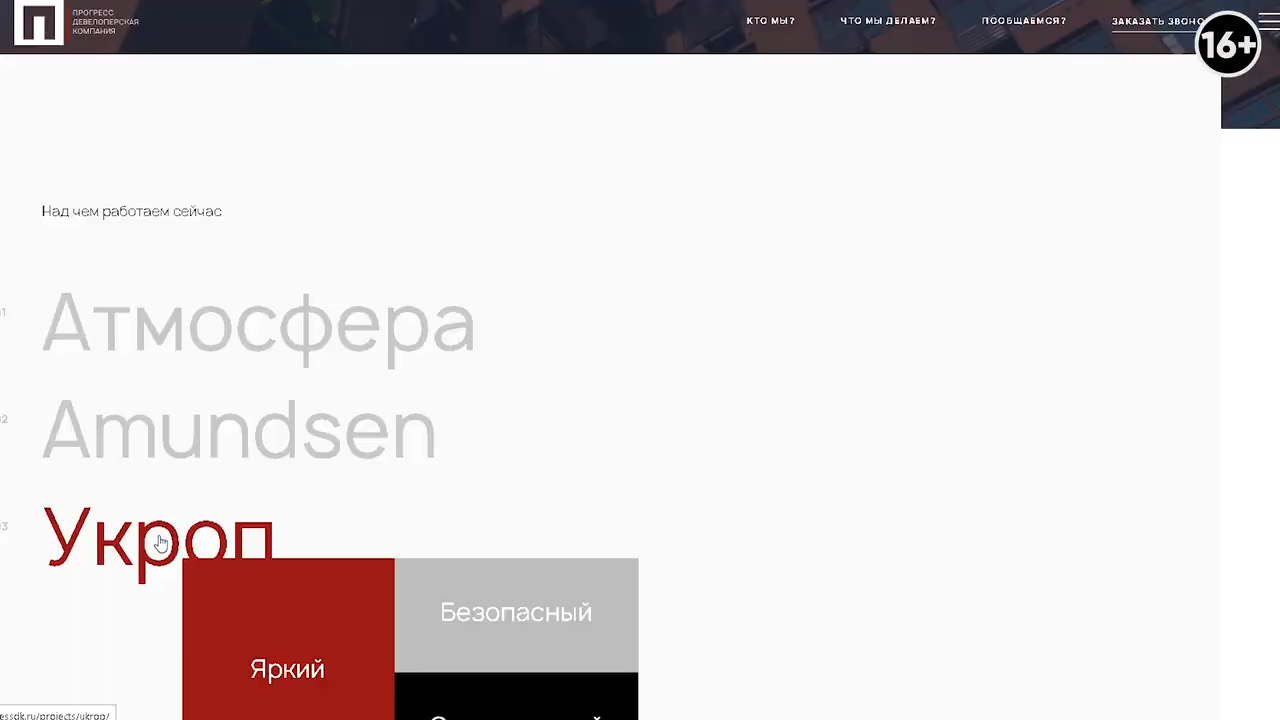 ПРОГРЕСС
ДЕВЕЛОПЕРСКАЯ
КОМПАНИЯ
КТО МЫ?
ЧТО МЫ ДЕЛАЕМ?
ПООБЩАЕМСЯ?
ЗАКАЗАТЬ ЗВОНО
16+
Над чем работаем сейчас
Атмосфера
Amundsen
Укроп
Безопасный
Яркий
essdk.ru/projects/ukrop/